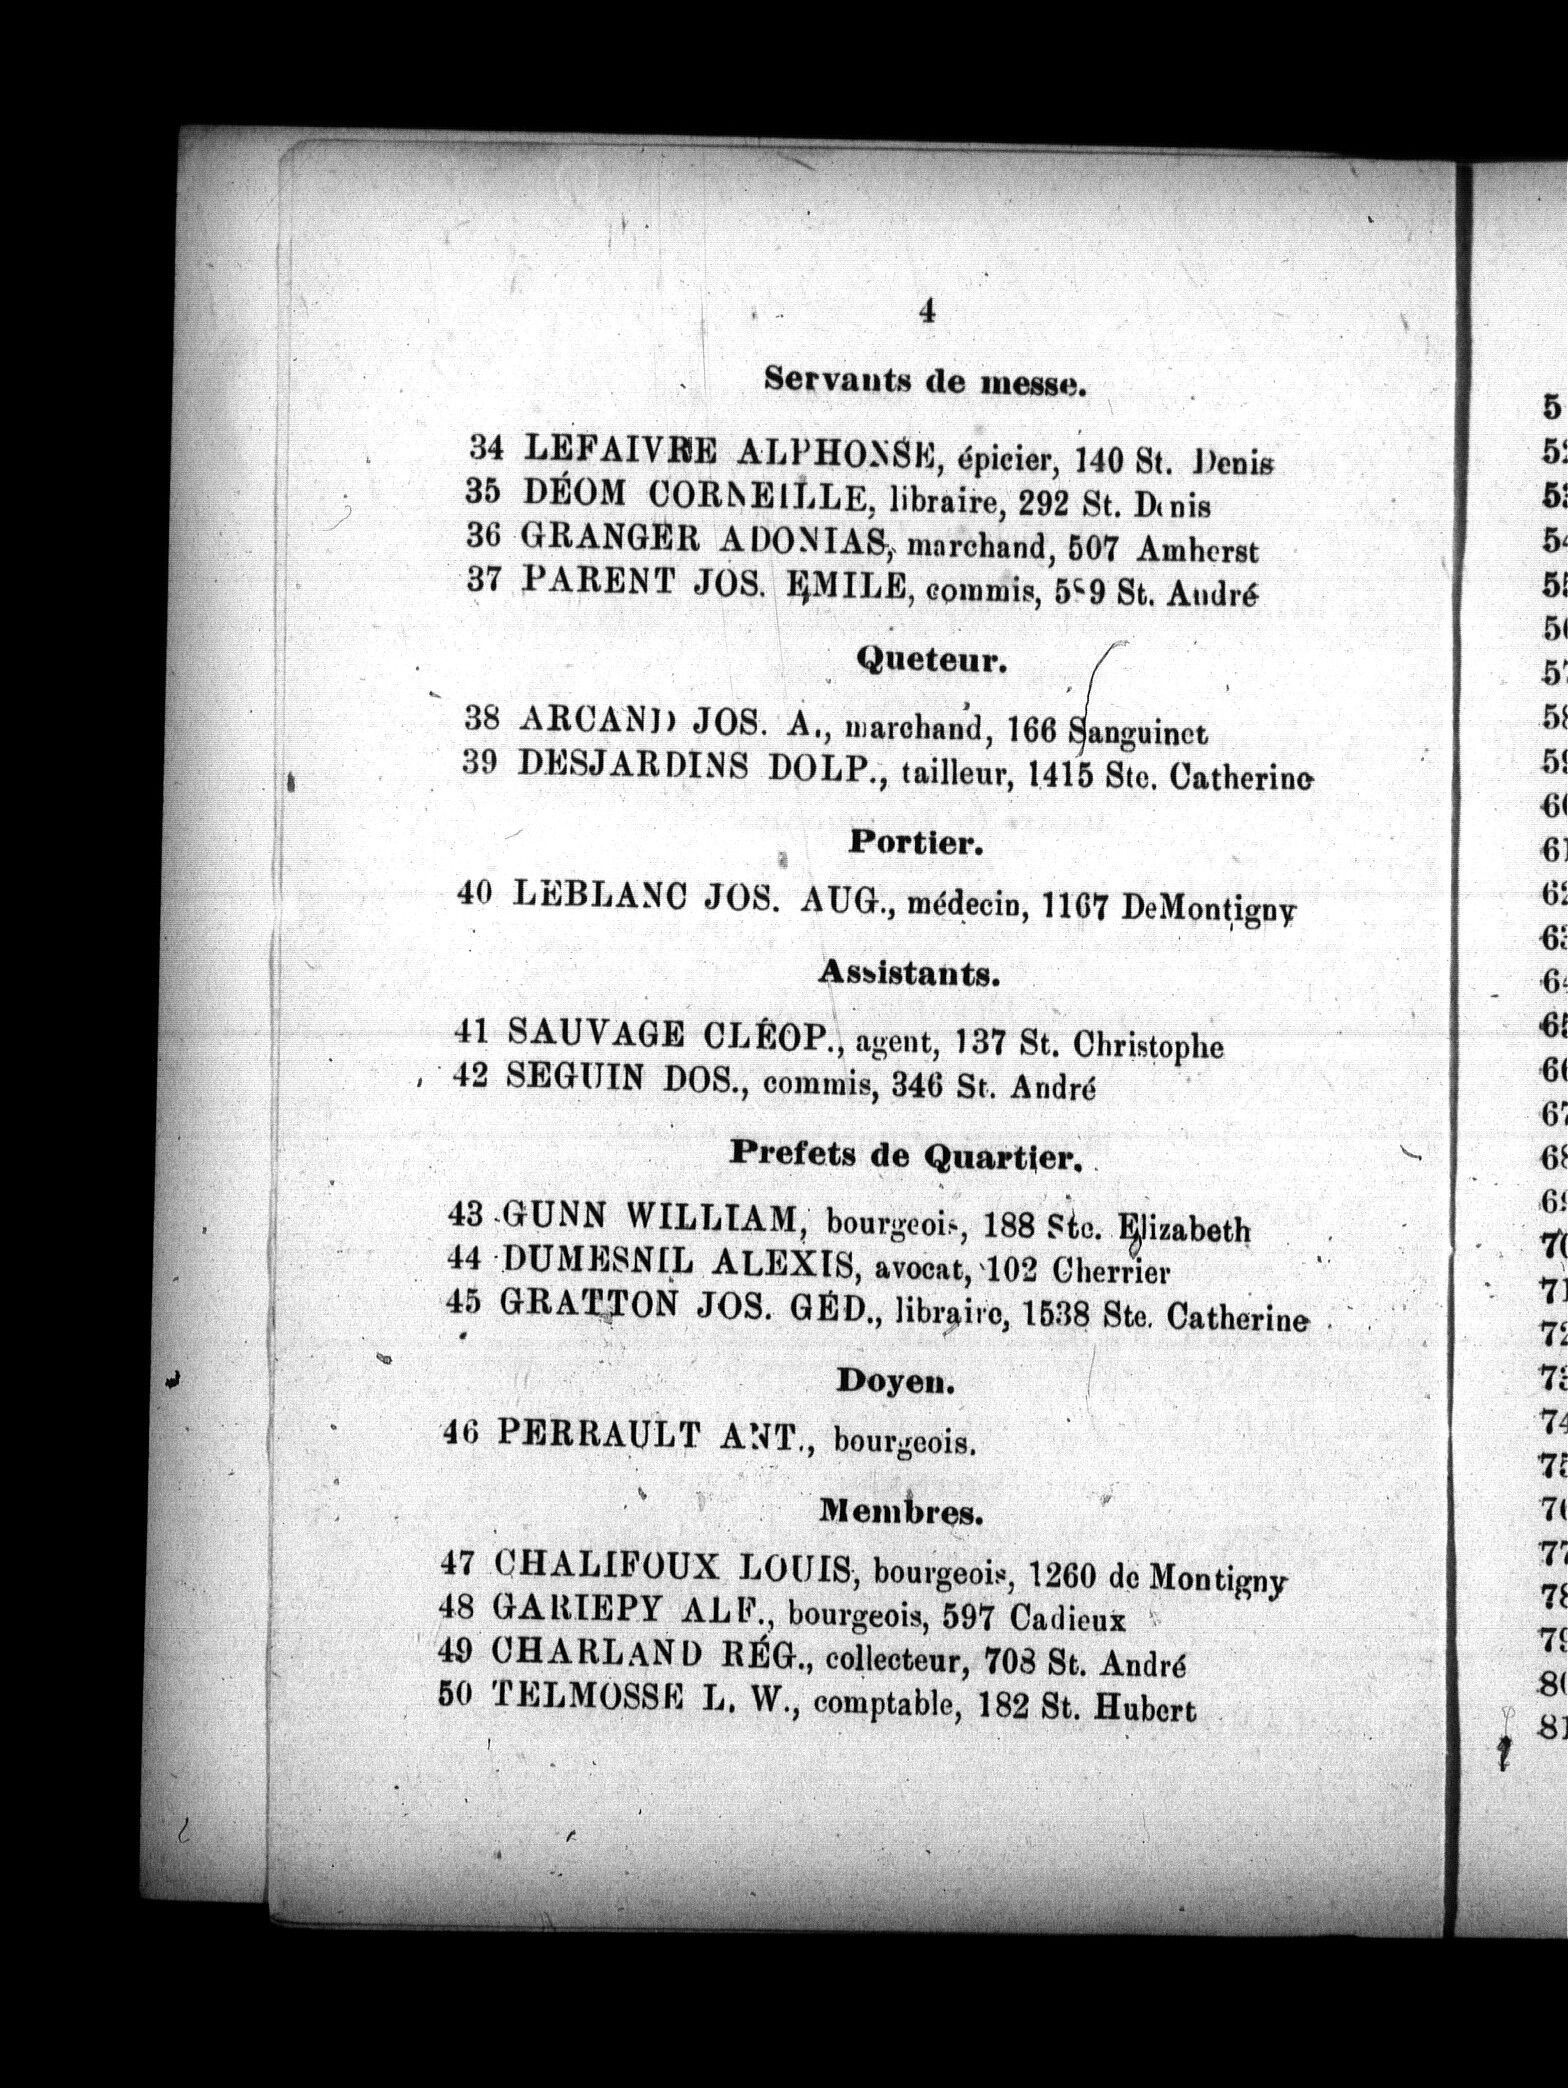 4
Servants de messe.
34 LEFAIVRE ALPHONSE, épicier, 140 St. Denis
35 DÉOM CORNEILLE, libraire, 292 St. Denis
36 GRANGER ADONIAS, marchand, 507 Amherst
37 PARENT JOS. EMILE, commis, St. André
Queteur.
38 ARCAND JOS. A., marchand, 166 Sanguinet
39 DESJARDINS DOLP., tailleur, 1415 Ste. Catherine
Portier.
40 LEBLANC JOS. AUG., médecin, 1167 DeMontigny
Assistants.
41 SAUVAGE CLÉOP., agent, 137 St. Christophe
42 SEGUIN DOS., commis, 346 St. André
Prefets de Quartier.
43 GUNN WILLIAM, bourgeois, 188 Ste. Elizabeth
44 DUMESNIL ALEXIS, avocat, 102 Cherrier
45 GRATTON JOS. GÉD., libraire, 1538 Ste. Catherine
Doyen.
46 PERRAULT ANT., bourgeois.
Membres.
47 CHALIFOUX LOUIS, bourgeois, 1260 de Montigny
48 GARIEPY ALF., bourgeois, 597 Cadieux
49 CHARLAND RÉG., collecteur, 703 St. André
50 TELMOSSE L. W., comptable, 182 St. Hubert